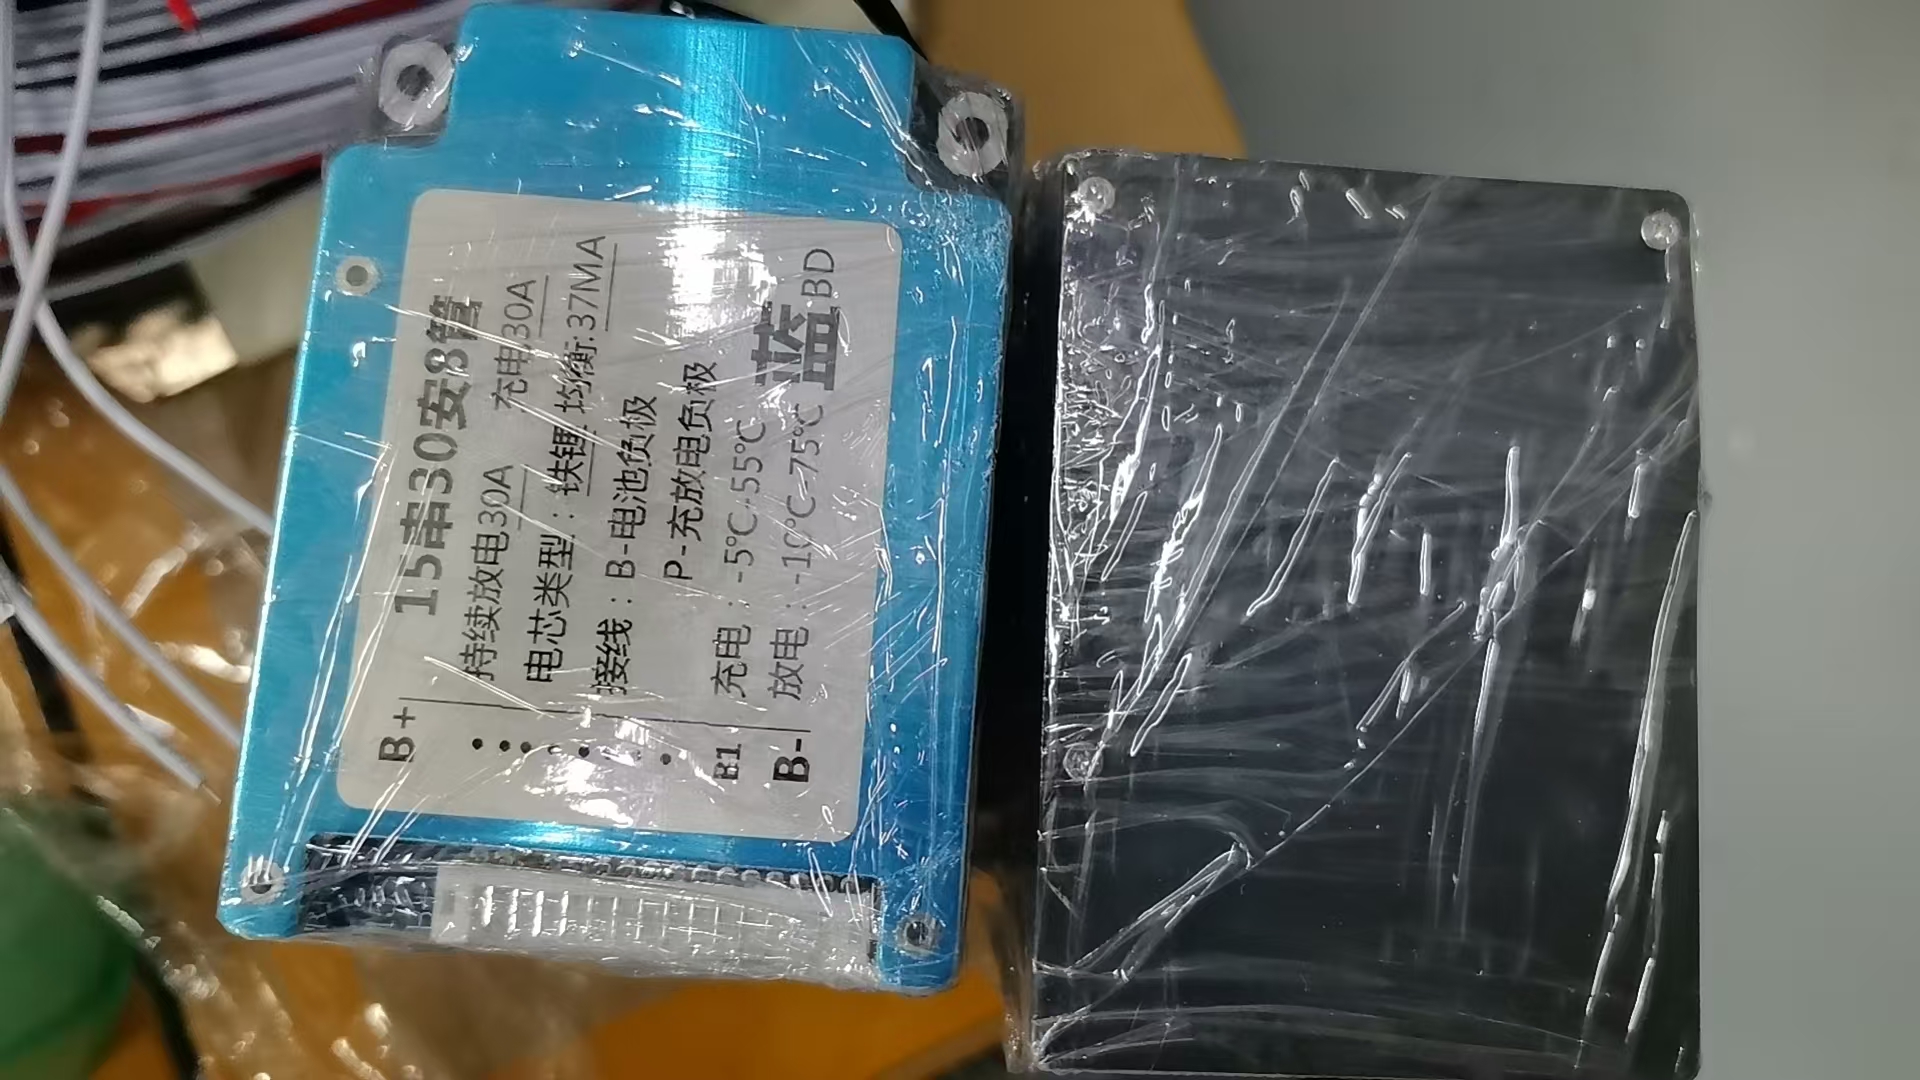 15串30安8管
持续放电30A 充电30A
电芯类型：铁锂 均衡:37MA
接线：B-电池负极
P-充放电负极
充电：-5℃-55℃
放电：-10℃-75℃
蓝 BD
B+
B1
B-